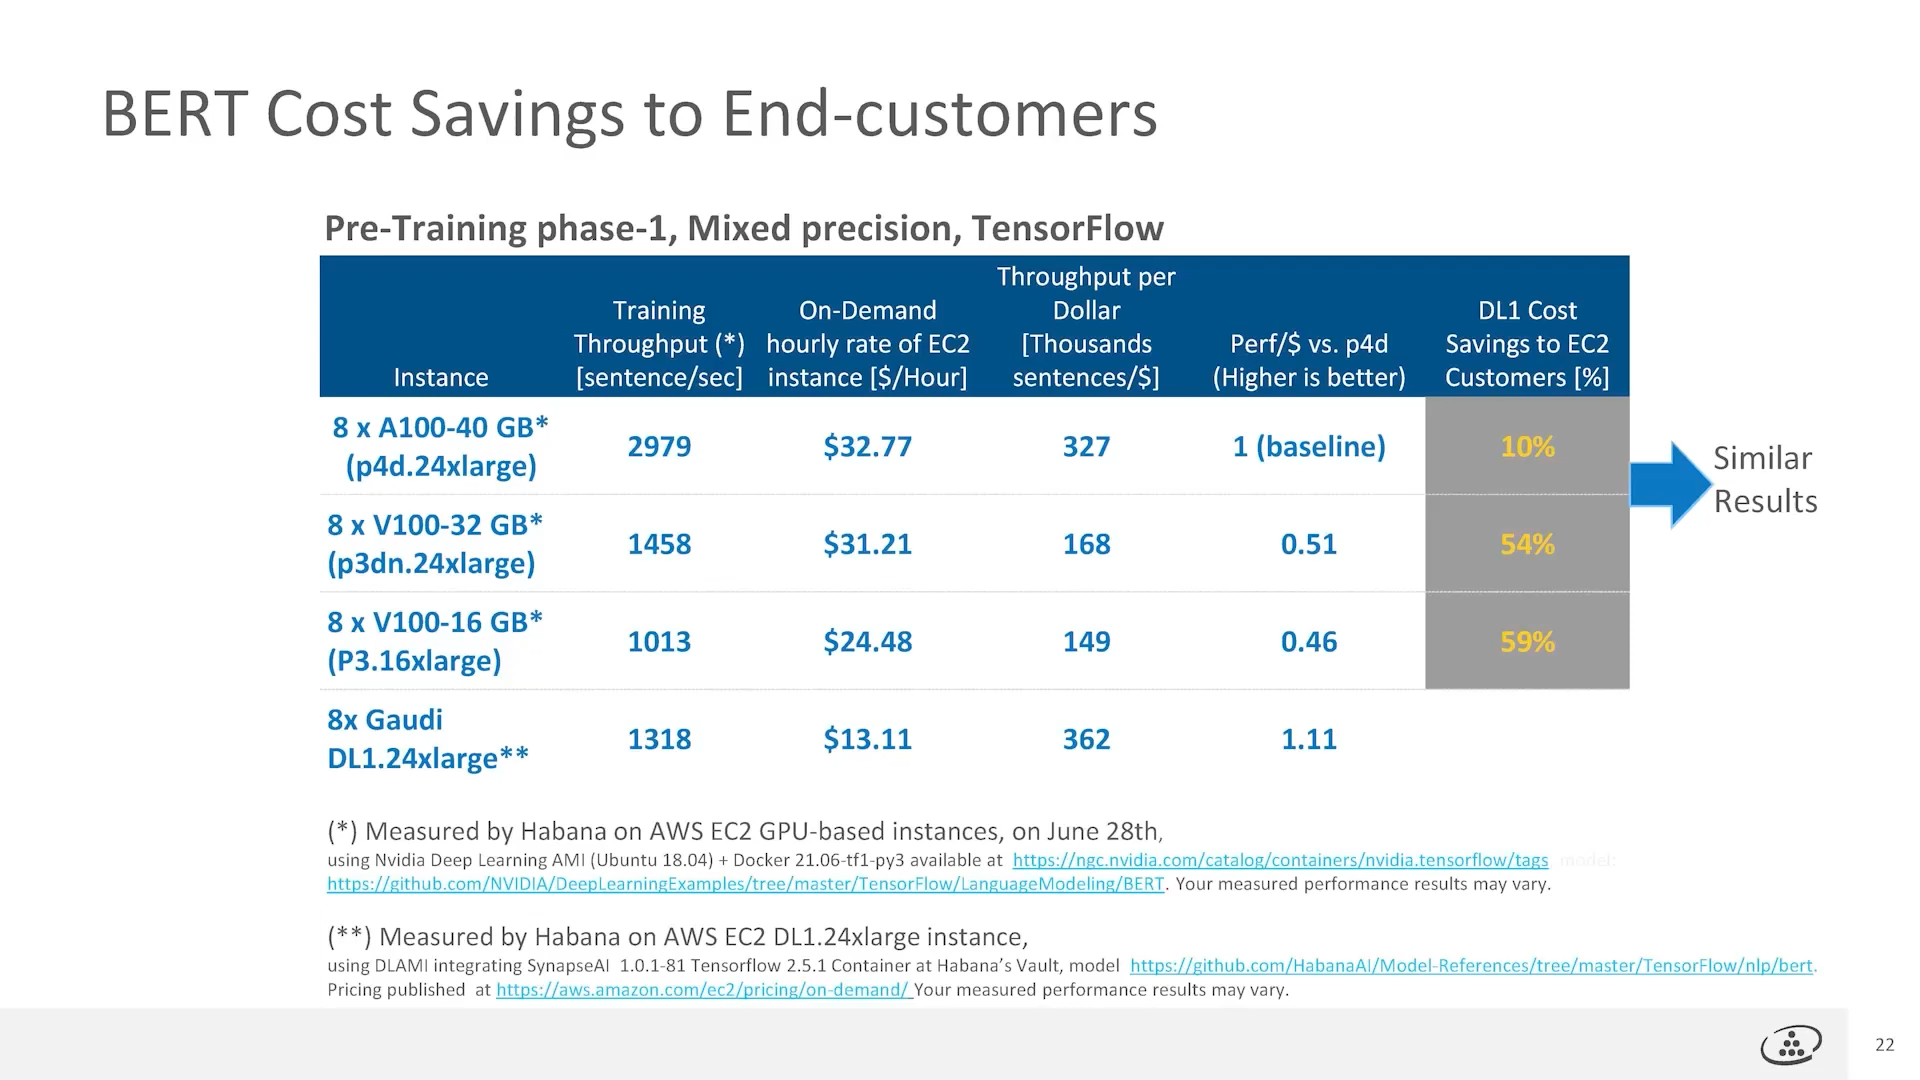 BERT Cost Savings to End-customers
Pre-Training phase-1, Mixed precision, TensorFlow
Instance
Training
Throughput (*)
[sentence/sec]
On-Demand
hourly rate of EC2
instance [$/Hour]
Throughput per
Dollar
[Thousands
sentences/$]
Perf/$ vs. p4d
(Higher is better)
DL1 Cost
Savings to EC2
Customers [%]
8 x A100-40 GB*
(p4d.24xlarge)
2979
$32.77
327
1 (baseline)
10%
8 x V100-32 GB*
(p3dn.24xlarge)
1458
$31.21
168
0.51
54%
8 x V100-16 GB*
(P3.16xlarge)
1013
$24.48
149
0.46
59%
8x Gaudi
DL1.24xlarge**
1318
$13.11
362
1.11
Similar
Results
(*) Measured by Habana on AWS EC2 GPU-based instances, on June 28th,
using Nvidia Deep Learning AMI (Ubuntu 18.04) + Docker 21.06-tf1-py3 available at https://ngc.nvidia.com/catalog/containers/nvidia.tensorflow/tags model:
https://github.com/NVIDIA/DeepLearningExamples/tree/master/TensorFlow/LanguageModeling/BERT. Your measured performance results may vary.
(**) Measured by Habana on AWS EC2 DL1.24xlarge instance,
using DLAMI integrating SynapseAI 1.0.1-81 Tensorflow 2.5.1 Container at Habana’s Vault, model https://github.com/HabanaAI/Model-References/tree/master/TensorFlow/nlp/bert.
Pricing published at https://aws.amazon.com/ec2/pricing/on-demand/ Your measured performance results may vary.
22